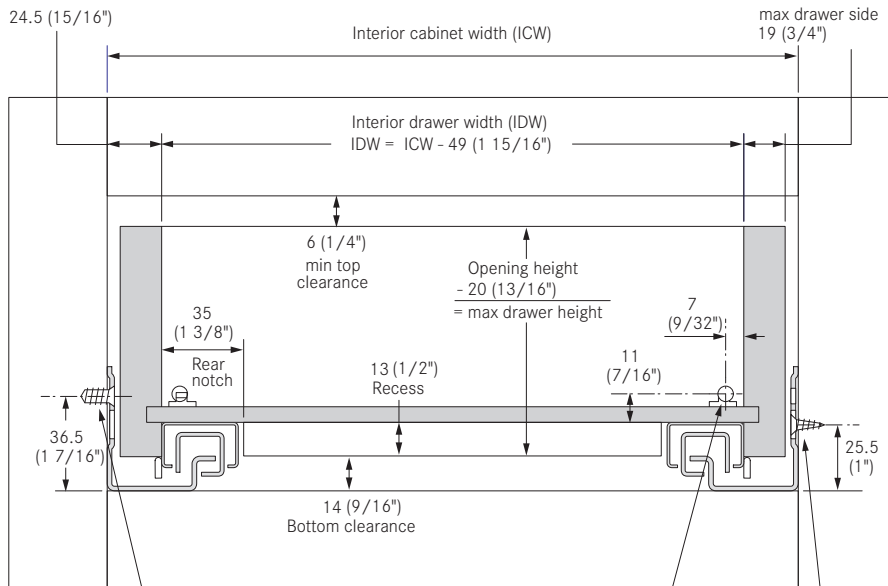 24.5 (15/16")
Interior cabinet width (ICW)
max drawer side
19 (3/4")
Interior drawer width (IDW)
IDW = ICW - 49 (1 15/16")
6 (1/4")
min top
clearance
Opening height
- 20 (13/16")
= max drawer height
35
(1 3/8")
Rear
notch
13 (1/2")
Recess
7
(9/32")
11
(7/16")
36.5
(1 7/16")
25.5
(1")
14 (9/16")
Bottom clearance